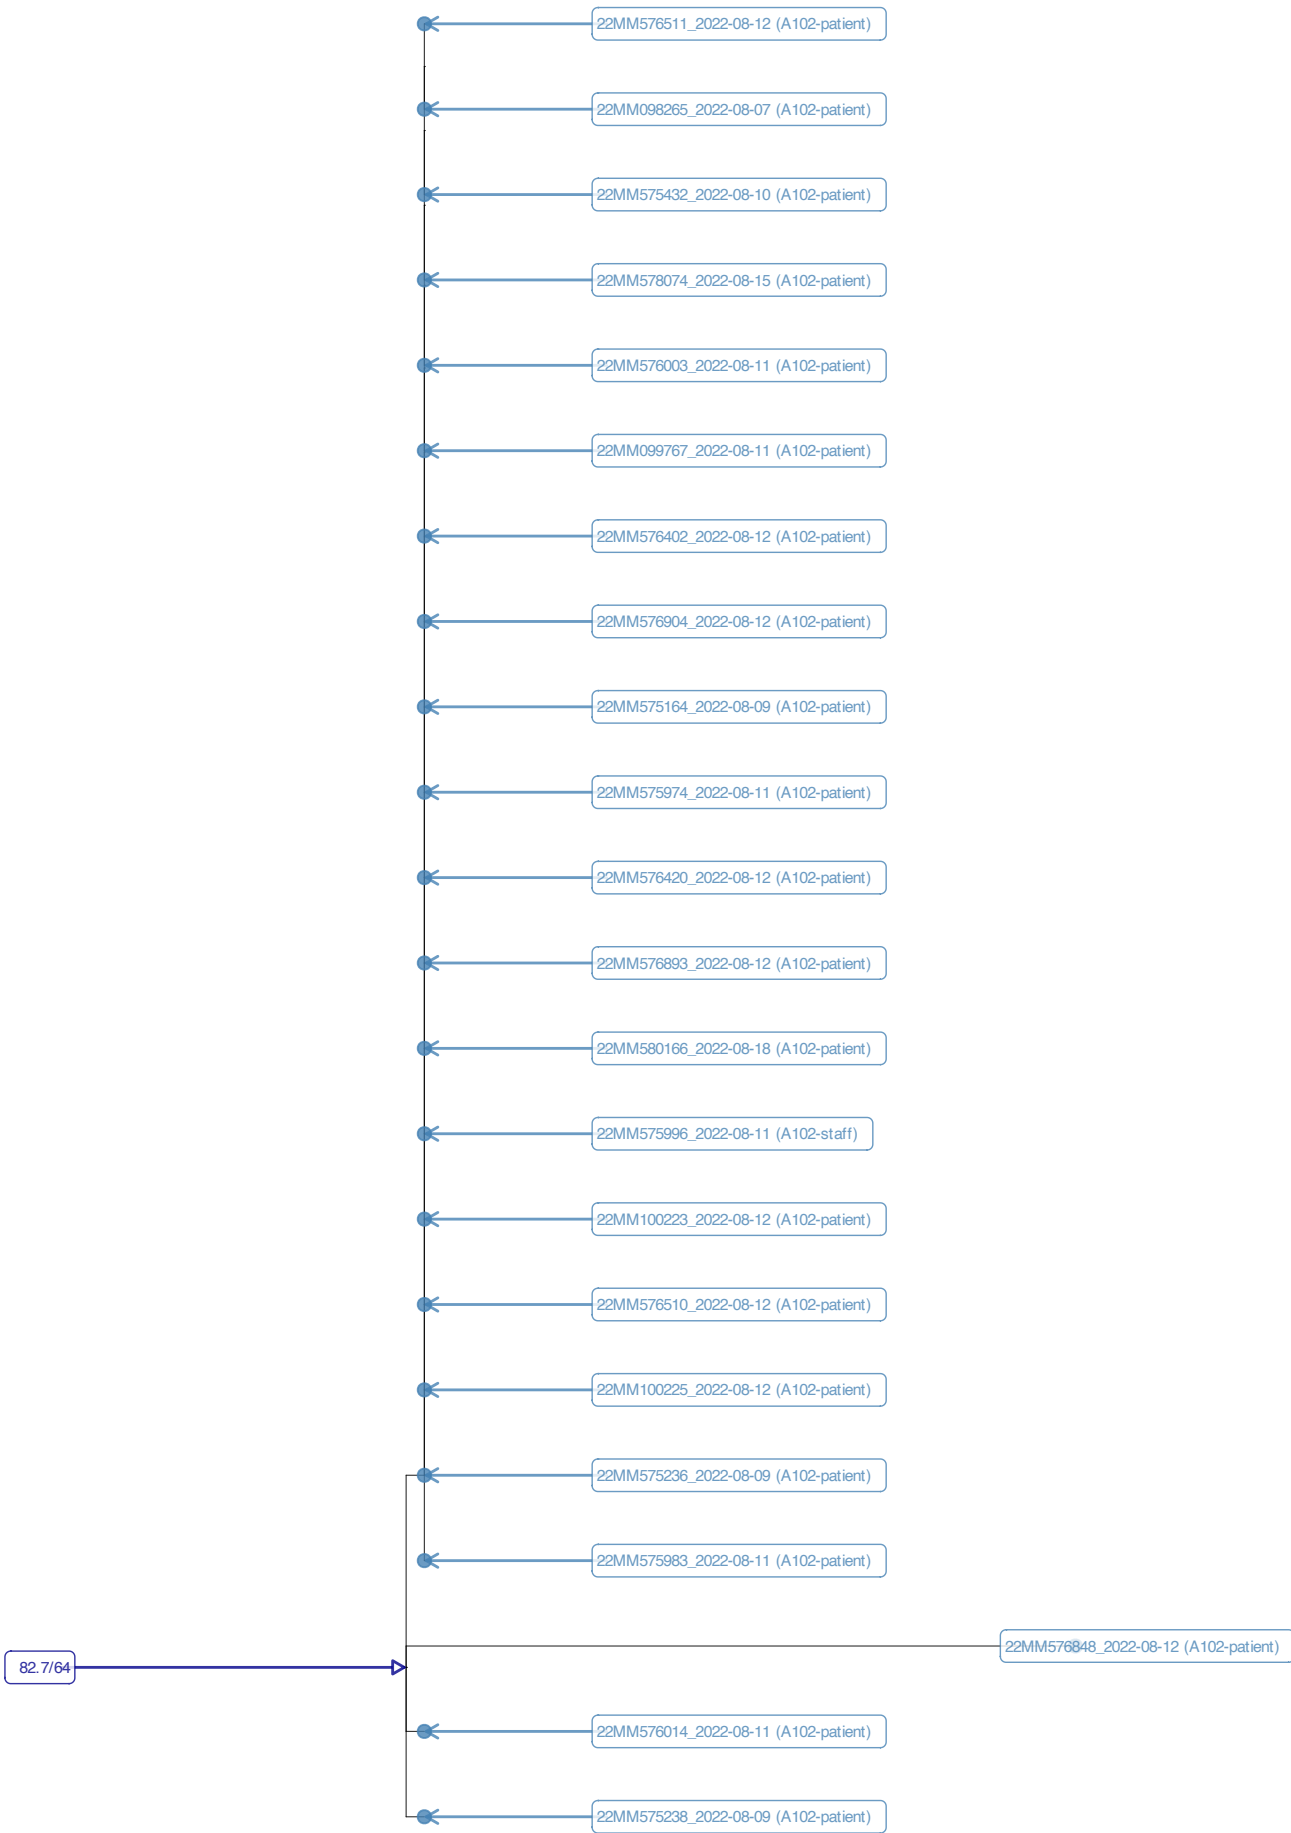 22MM576511_2022-08-12 (A102-patient)
22MM098265_2022-08-07 (A102-patient)
22MM575432_2022-08-10 (A102-patient)
22MM578074_2022-08-15 (A102-patient)
22MM576003_2022-08-11 (A102-patient)
22MM099767_2022-08-11 (A102-patient)
22MM576402_2022-08-12 (A102-patient)
22MM576904_2022-08-12 (A102-patient)
22MM575164_2022-08-09 (A102-patient)
22MM575974_2022-08-11 (A102-patient)
22MM576420_2022-08-12 (A102-patient)
22MM576893_2022-08-12 (A102-patient)
22MM580166_2022-08-18 (A102-patient)
22MM575996_2022-08-11 (A102-staff)
22MM100223_2022-08-12 (A102-patient)
22MM576510_2022-08-12 (A102-patient)
22MM100225_2022-08-12 (A102-patient)
22MM575236_2022-08-09 (A102-patient)
22MM575983_2022-08-11 (A102-patient)
22MM576848_2022-08-12 (A102-patient)
82.7/64
22MM576014_2022-08-11 (A102-patient)
22MM575238_2022-08-09 (A102-patient)